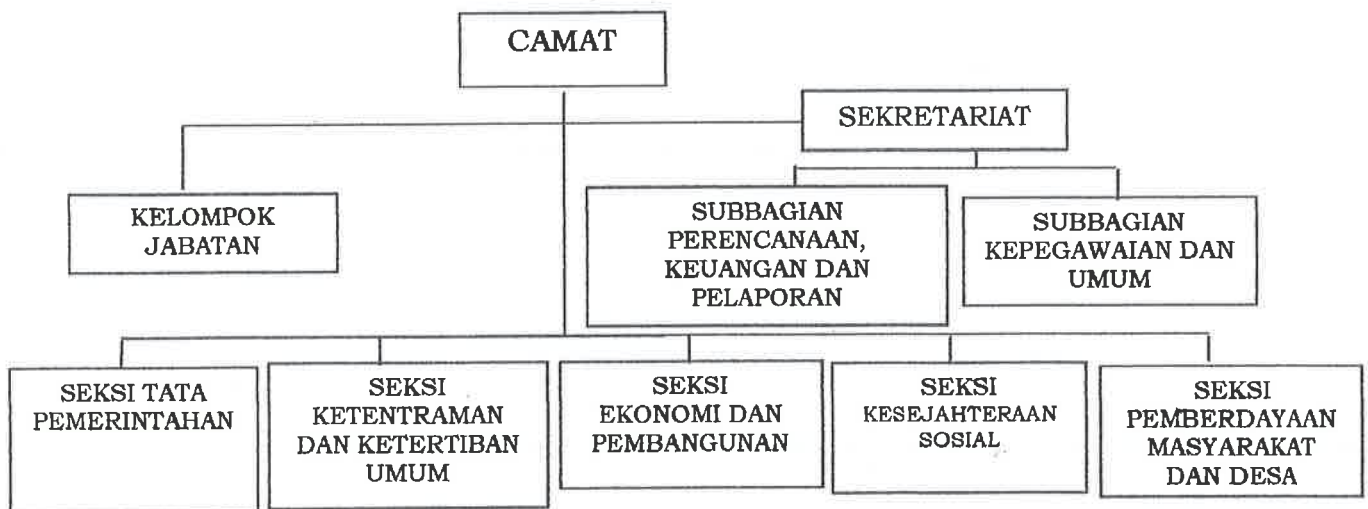 CAMAT
SEKRETARIAT
KELOMPOK
JABATAN
SUBBAGIAN
PERENCANAAN,
KEUANGAN DAN
PELAPORAN
SUBBAGIAN
KEPEGAWAIAN DAN
UMUM
SEKSI TATA
PEMERINTAHAN
SEKSI
KETENTRAMAN
DAN KETERTIBAN
UMUM
SEKSI
EKONOMI DAN
PEMBANGUNAN
SEKSI
KESEJAHTERAAN
SOSIAL
SEKSI
PEMBERDAYAAN
MASYARAKAT
DAN DESA